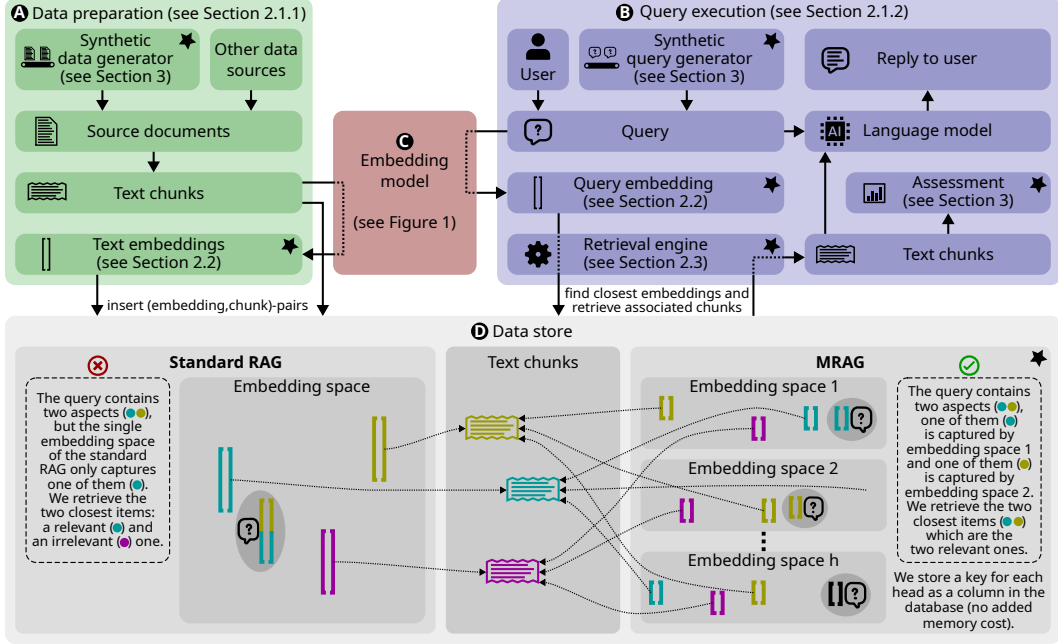 A Data preparation (see Section 2.1.1)
Synthetic
data generator
(see Section 3)
Other data
sources
Source documents
Text chunks
Text embeddings
(see Section 2.2)
C
Embedding
model
(see Figure 1)
B Query execution (see Section 2.1.2)
User
Synthetic
query generator
(see Section 3)
Reply to user
Query
AI Language model
Query embedding
(see Section 2.2)
Assessment
(see Section 3)
Retrieval engine
(see Section 2.3)
Text chunks
insert (embedding,chunk)-pairs
find closest embeddings and
retrieve associated chunks
D Data store
Standard RAG
The query contains
two aspects (),
but the single
embedding space
of the standard
RAG only captures
one of them ().
We retrieve the
two closest items:
a relevant () and
an irrelevant () one.
Embedding space
Text chunks
MRAG
Embedding space 1
Embedding space 2
Embedding space h
The query contains
two aspects (),
one of them ()
is captured by
embedding space 1
and one of them ()
is captured by
embedding space 2.
We retrieve the two
closest items ()
which are the
two relevant ones.
We store a key for each
head as a column in the
database (no added
memory cost).